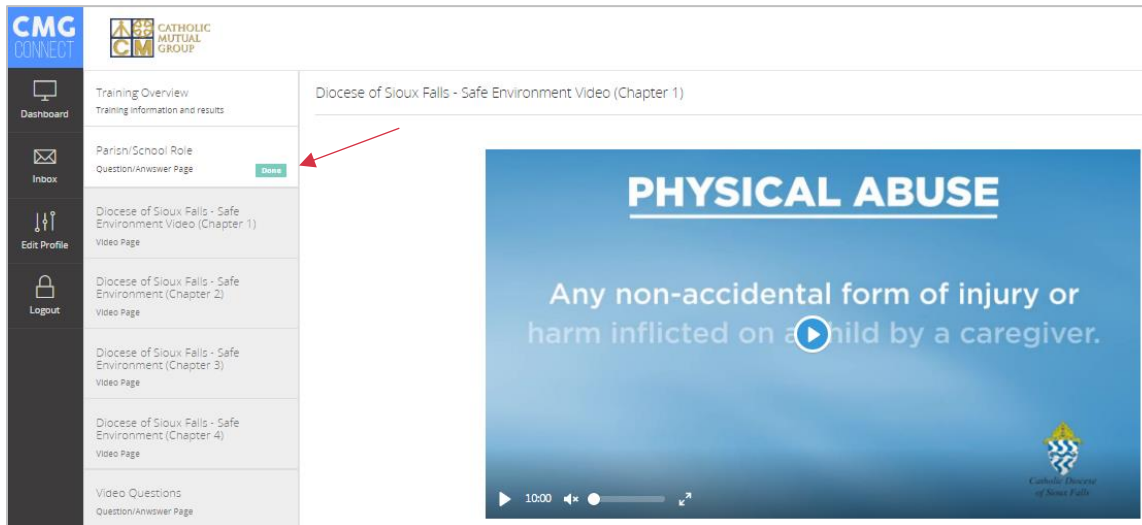 CMG
CONNECT
CATHOLIC
MUTUAL
GROUP
CM
Dashboard
Inbox
Edit Profile
Logout
Training Overview
Training information and results
Parisn/School Role
Question/Anwswer Page
Done
Diocese of Sioux Falls - Safe
Environment Video (Chapter 1)
Video Page
Diocese of Sioux Falls - Safe
Environment (Chapter 2)
Video Page
Diocese of Sioux Falls - Safe
Environment (Chapter 3)
Video Page
Diocese of Sioux Falls - Safe
Environment (Chapter 4)
Video Page
Video Questions
Question/Anwswer Page
Diocese of Sioux Falls - Safe Environment Video (Chapter 1)
PHYSICAL ABUSE
Any non-accidental form of injury or
harm inflicted on a child by a caregiver.
Catholic Diocese
of Sioux Falls
10:00